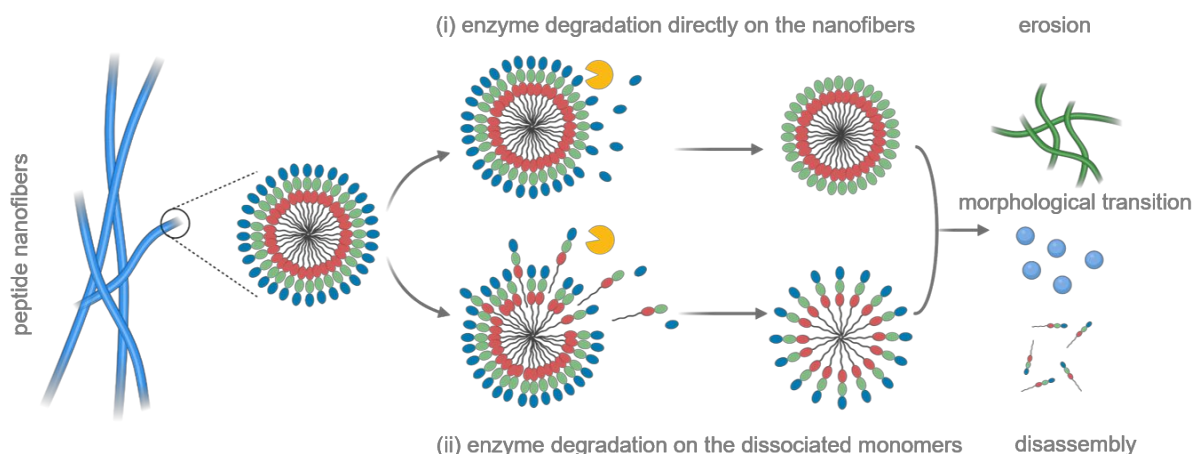 (i) enzyme degradation directly on the nanofibers
erosion
peptide nanofibers
morphological transition
(ii) enzyme degradation on the dissociated monomers
disassembly